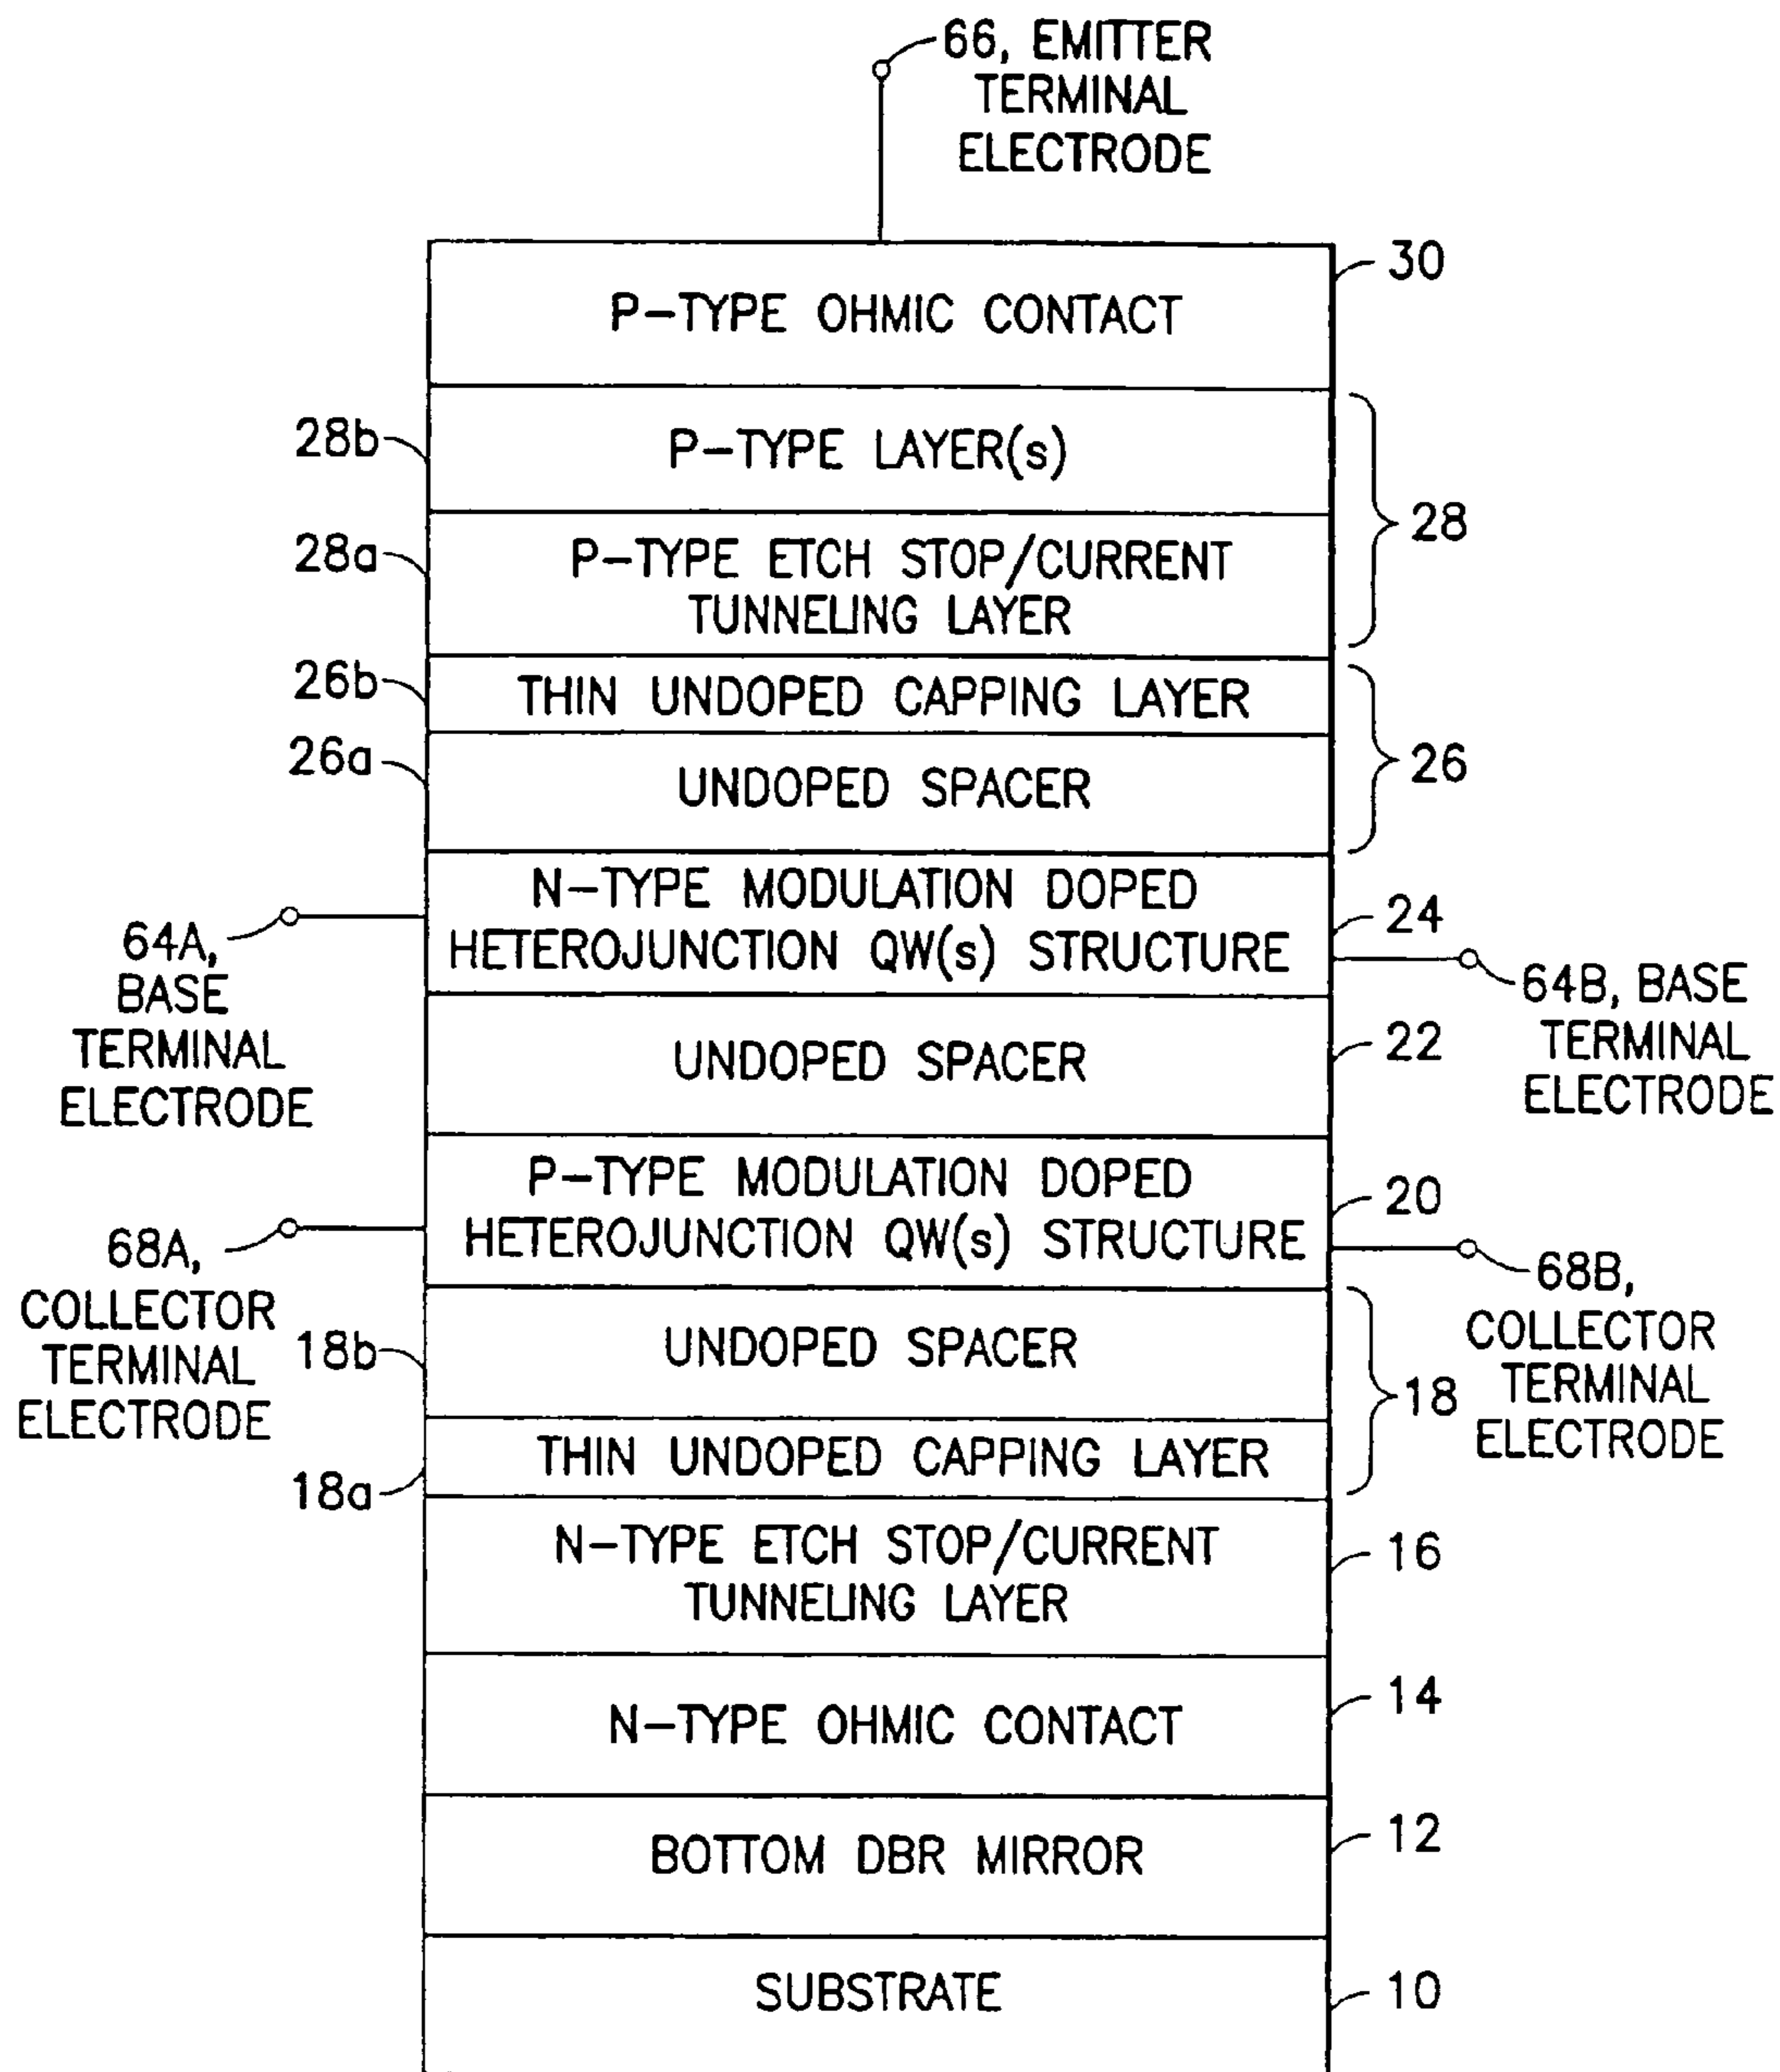 66, EMITTER
TERMINAL
ELECTRODE
30
P-TYPE OHMIC CONTACT
28b
P-TYPE LAYER(s)
28
28a
P-TYPE ETCH STOP/CURRENT
TUNNELING LAYER
26b
THIN UNDOPED CAPPING LAYER
26a
UNDOPED SPACER
26
N-TYPE MODULATION DOPED
HETEROJUNCTION QW(s) STRUCTURE
24
64A,
BASE
TERMINAL
ELECTRODE
64B, BASE
TERMINAL
ELECTRODE
UNDOPED SPACER
22
P-TYPE MODULATION DOPED
HETEROJUNCTION QW(s) STRUCTURE
20
68A,
COLLECTOR
TERMINAL
ELECTRODE
68B,
COLLECTOR
TERMINAL
ELECTRODE
18b
UNDOPED SPACER
18
18a
THIN UNDOPED CAPPING LAYER
N-TYPE ETCH STOP/CURRENT
TUNNELING LAYER
16
N-TYPE OHMIC CONTACT
14
BOTTOM DBR MIRROR
12
SUBSTRATE
10